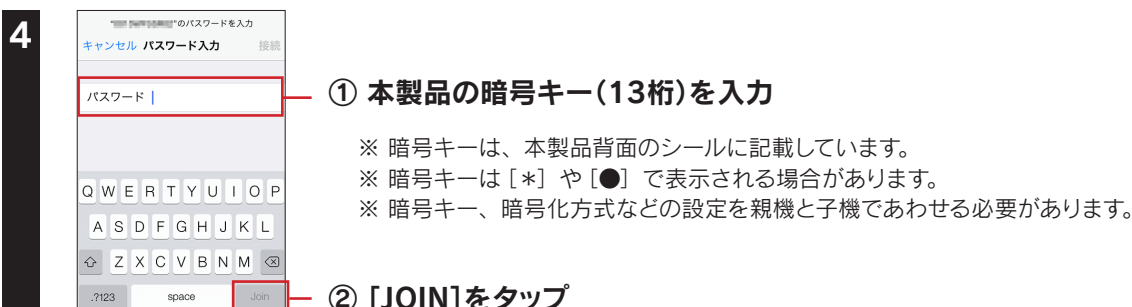 4
"のパスワードを入力
キャンセル パスワード入力 接続
パスワード
Q W E R T Y U I O P
A S D F G H J K L
Z X C V B N M
.?123 space Join
① 本製品の暗号キー（13桁）を入力
※ 暗号キーは、本製品背面のシールに記載しています。
※ 暗号キーは［＊］や［●］で表示される場合があります。
※ 暗号キー、暗号化方式などの設定を親機と子機であわせる必要があります。
② ［JOIN］をタップ